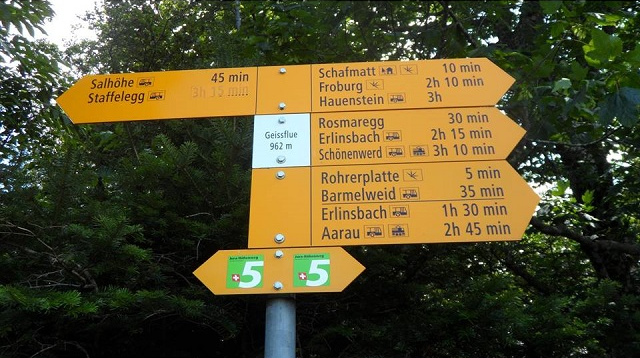 Salhöhe 45 min
Staffelegg 3h 15 min
Schafmatt 10 min
Froburg 2h 10 min
Hauenstein 3h
Geissflue
962 m
Rosmaregg 30 min
Erlinsbach 2h 15 min
Schönenwerd 3h 10 min
Rohrerplatte 5 min
Barmelweid 35 min
Erlinsbach 1h 30 min
Aarau 2h 45 min
5
5